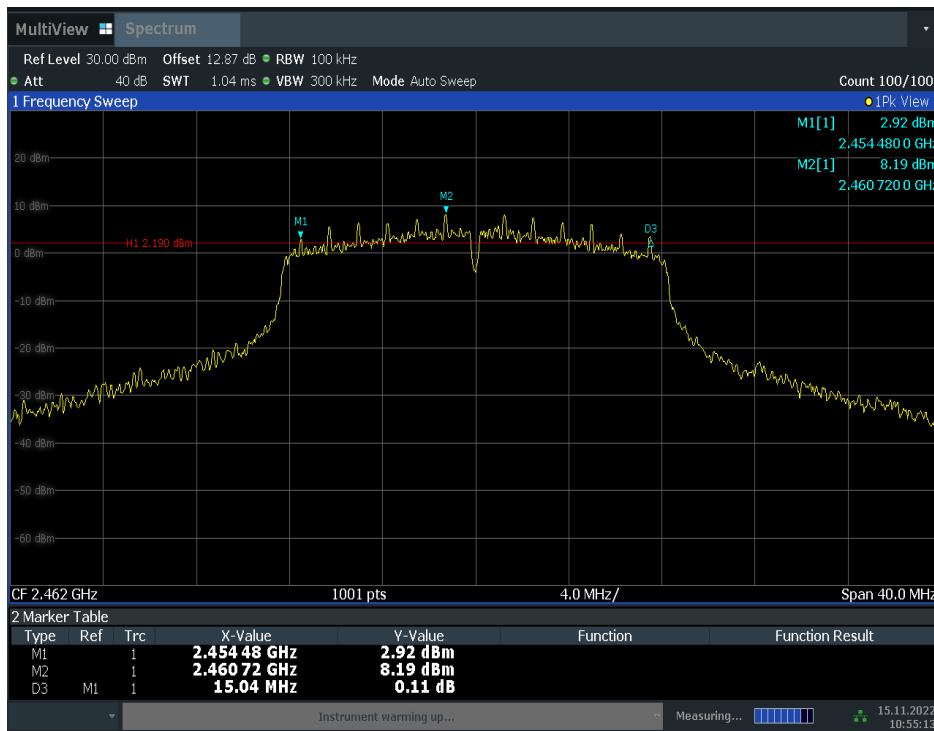 MultiView Spectrum
Ref Level 30.00 dBm Offset 12.87 dB RBW 100 kHz
Att 40 dB SWT 1.04 ms VBW 300 kHz Mode Auto Sweep Count 100/100
1 Frequency Sweep 1Pk View
M1[1] 2.92 dBm
2.454 480 0 GHz
M2[1] 8.19 dBm
2.460 720 0 GHz
20 dBm
M2
10 dBm
M1
D3
H1 2.190 dBm
0 dBm
-10 dBm
-20 dBm
-30 dBm
-40 dBm
-50 dBm
-60 dBm
CF 2.462 GHz 1001 pts 4.0 MHz/ Span 40.0 MHz
2 Marker Table
Type Ref Trc X-Value Y-Value Function Function Result
M1 1 2.454 48 GHz 2.92 dBm
M2 1 2.460 72 GHz 8.19 dBm
D3 M1 1 15.04 MHz 0.11 dB
Instrument warming up... Measuring... 15.11.2022
10:55:13